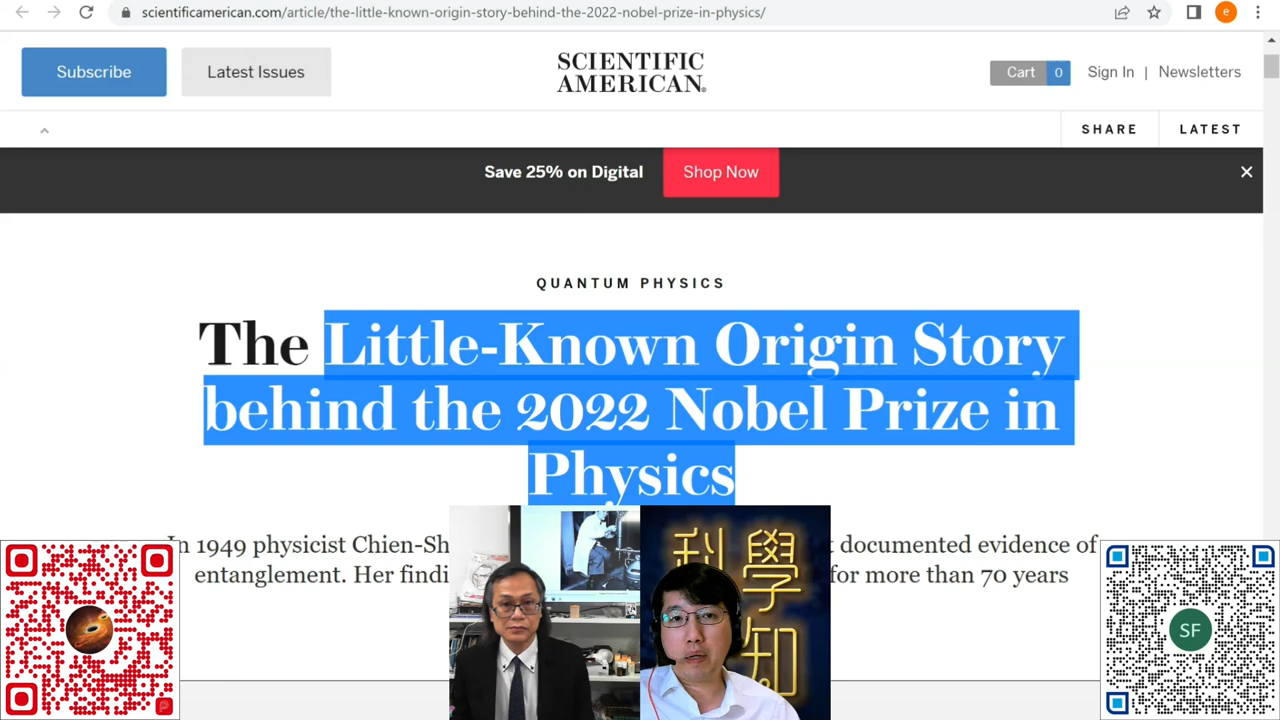 scientificamerican.com/article/the-little-known-origin-story-behind-the-2022-nobel-prize-in-physics/
e
Subscribe
Latest Issues
SCIENTIFIC
AMERICAN
Cart 0
Sign In | Newsletters
SHARE
LATEST
Save 25% on Digital
Shop Now
QUANTUM PHYSICS
The Little-Known Origin Story
behind the 2022 Nobel Prize in
Physics
In 1949 physicist Chien-Sh t documented evidence of
entanglement. Her findi for more than 70 years
科學
知
SF